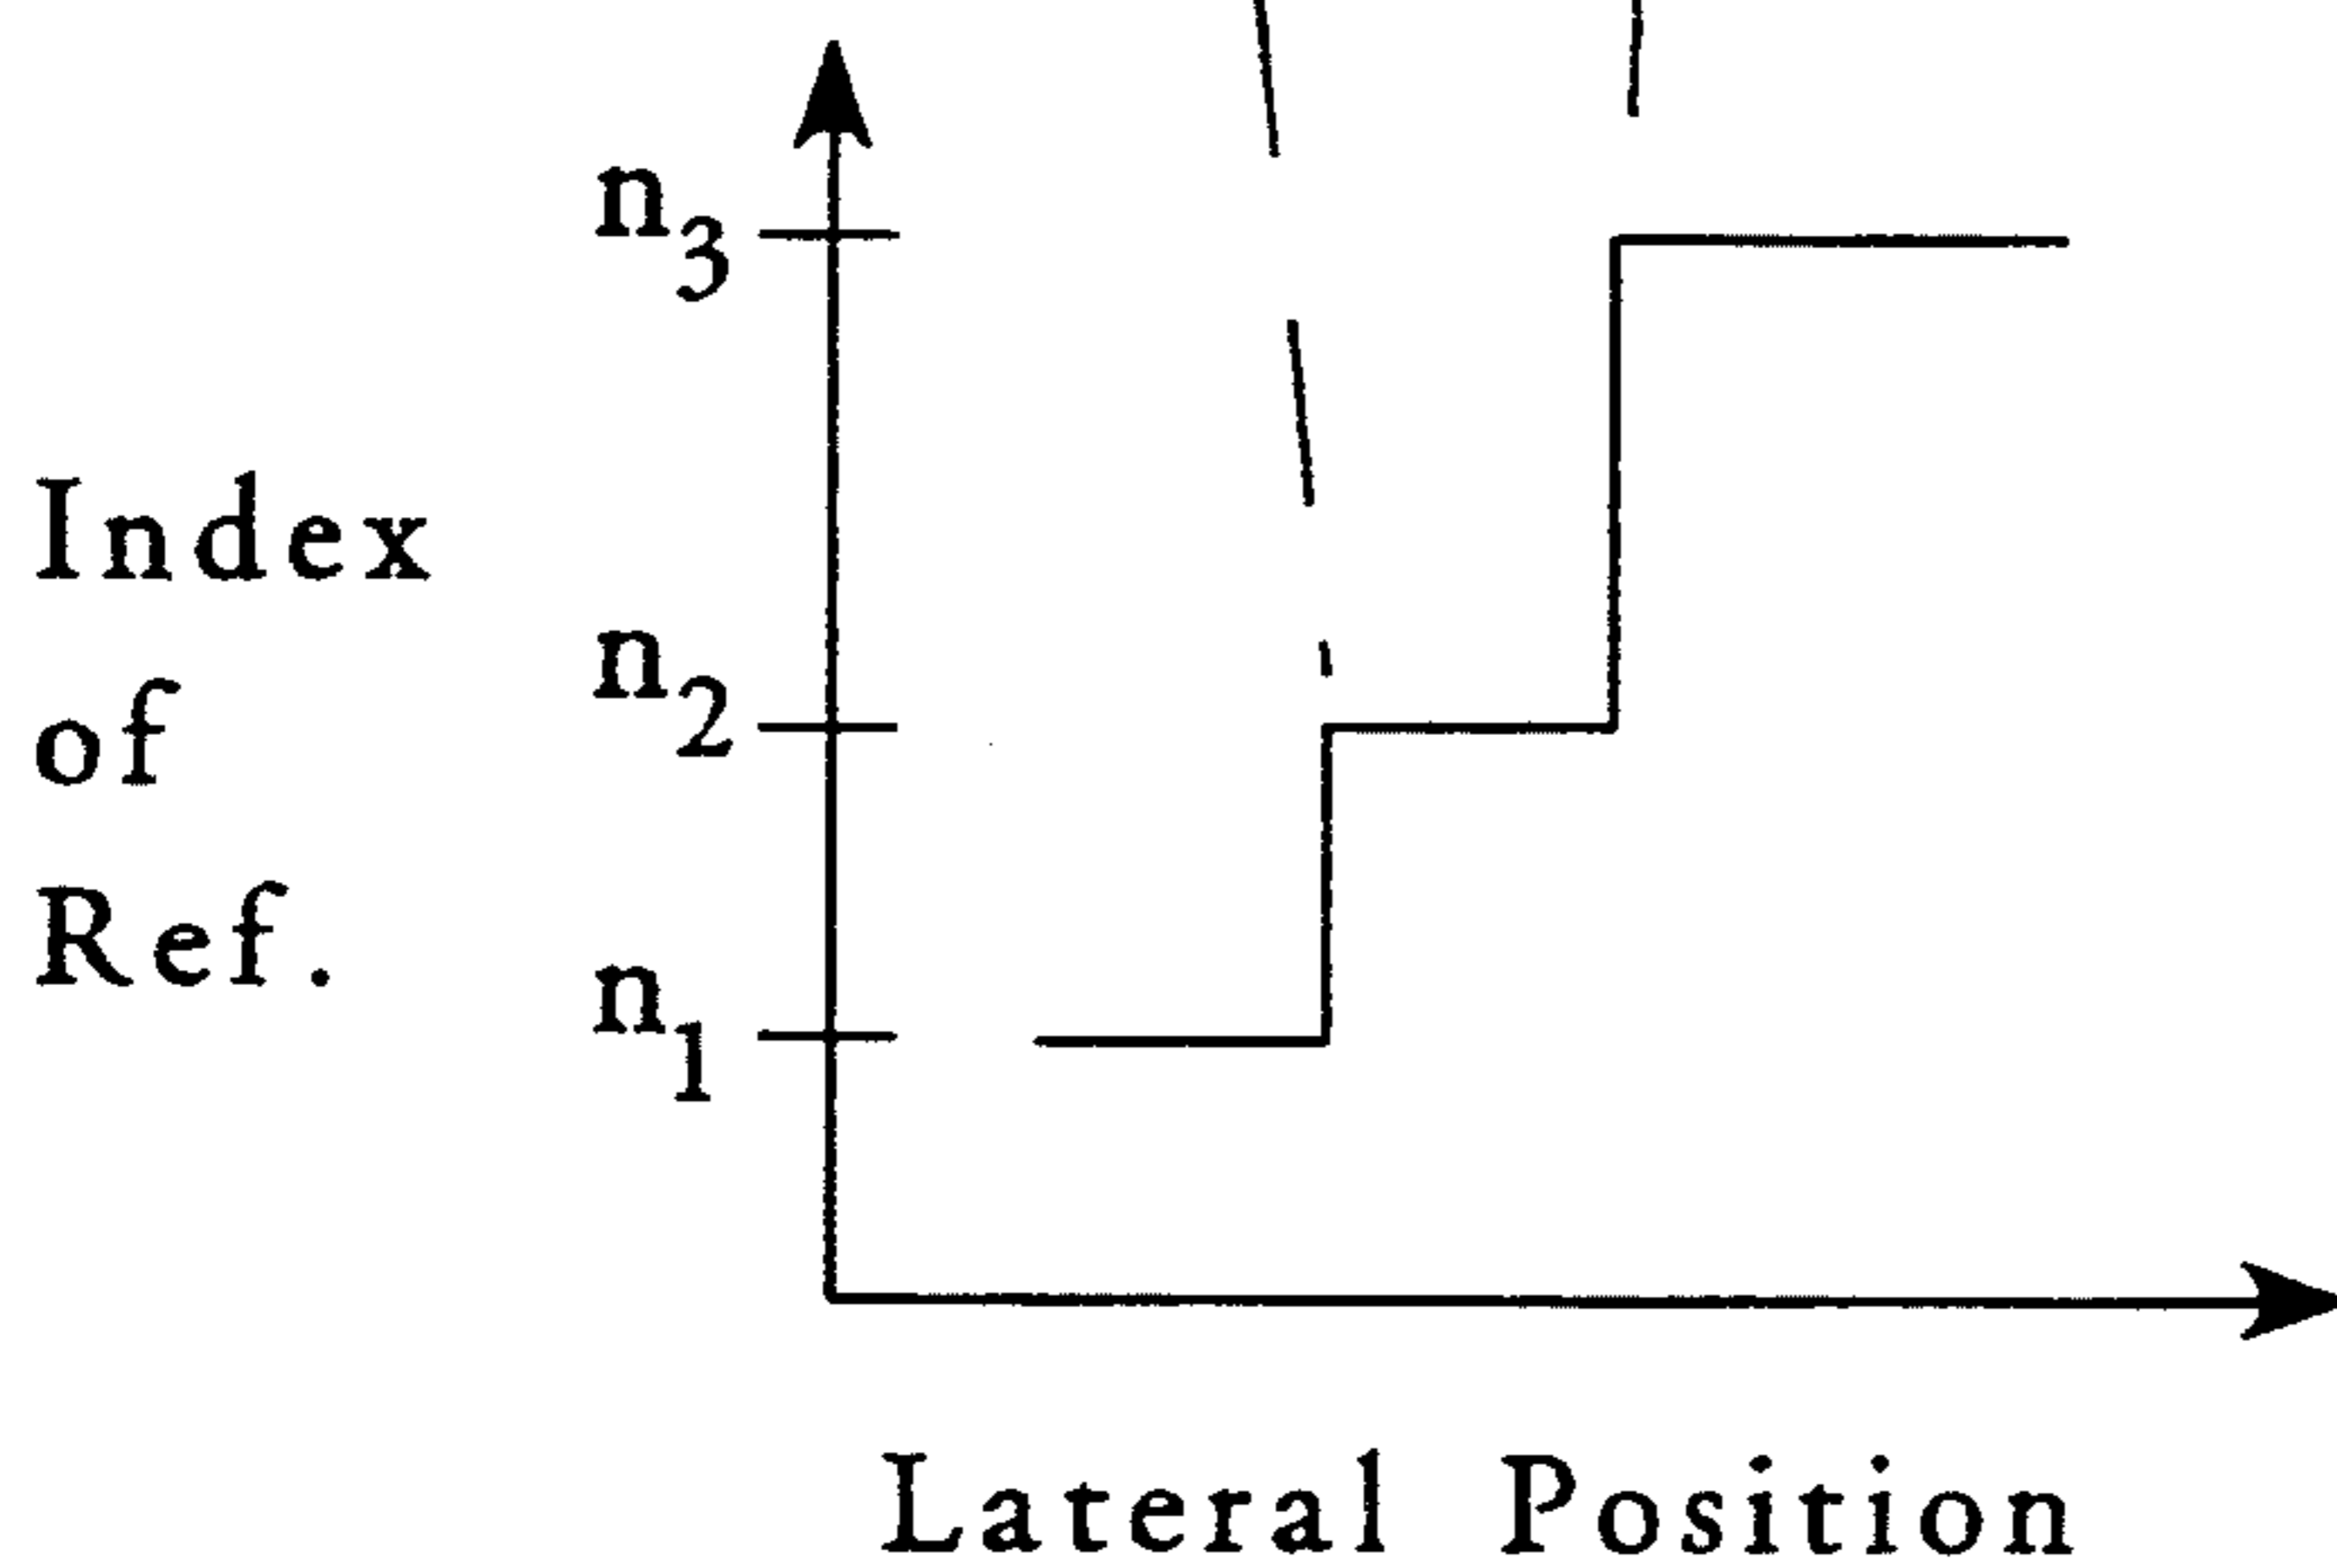 n3
Index
of
n2
Ref.
n1
Lateral Position